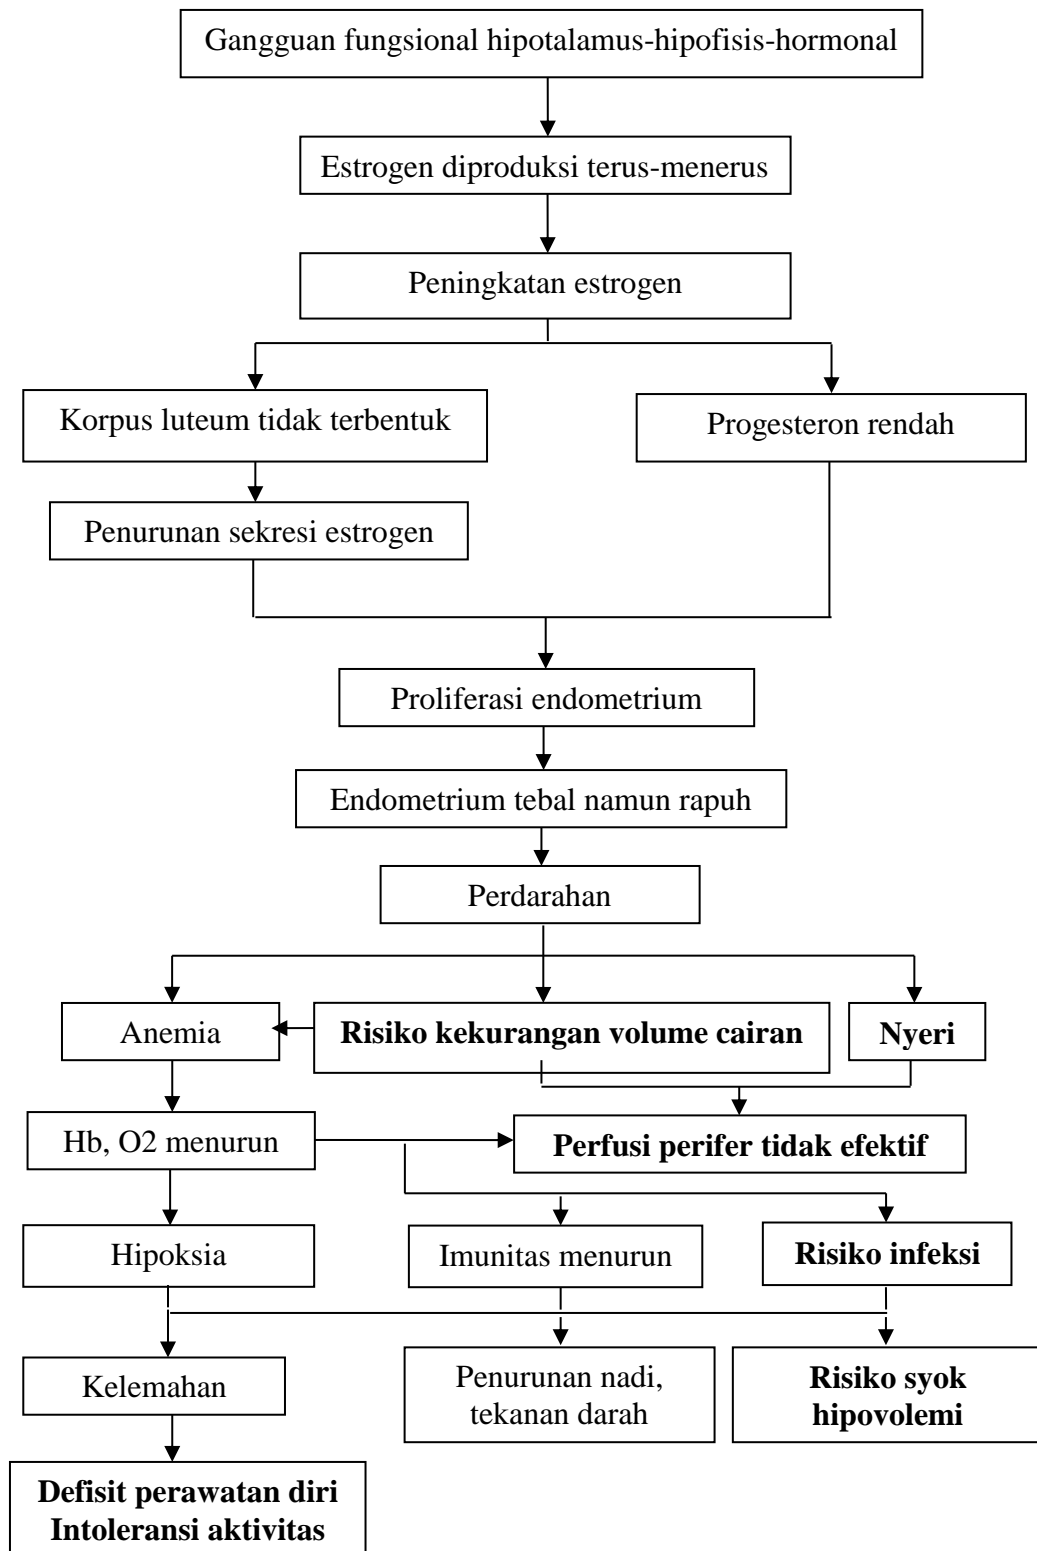 Gangguan fungsional hipotalamus-hipofisis-hormonal
Estrogen diproduksi terus-menerus
Peningkatan estrogen
Korpus luteum tidak terbentuk
Progesteron rendah
Penurunan sekresi estrogen
Proliferasi endometrium
Endometrium tebal namun rapuh
Perdarahan
Anemia
Risiko kekurangan volume cairan
Nyeri
Hb, O2 menurun
Perfusi perifer tidak efektif
Hipoksia
Imunitas menurun
Risiko infeksi
Kelemahan
Penurunan nadi,
tekanan darah
Risiko syok
hipovolemi
Defisit perawatan diri
Intoleransi aktivitas